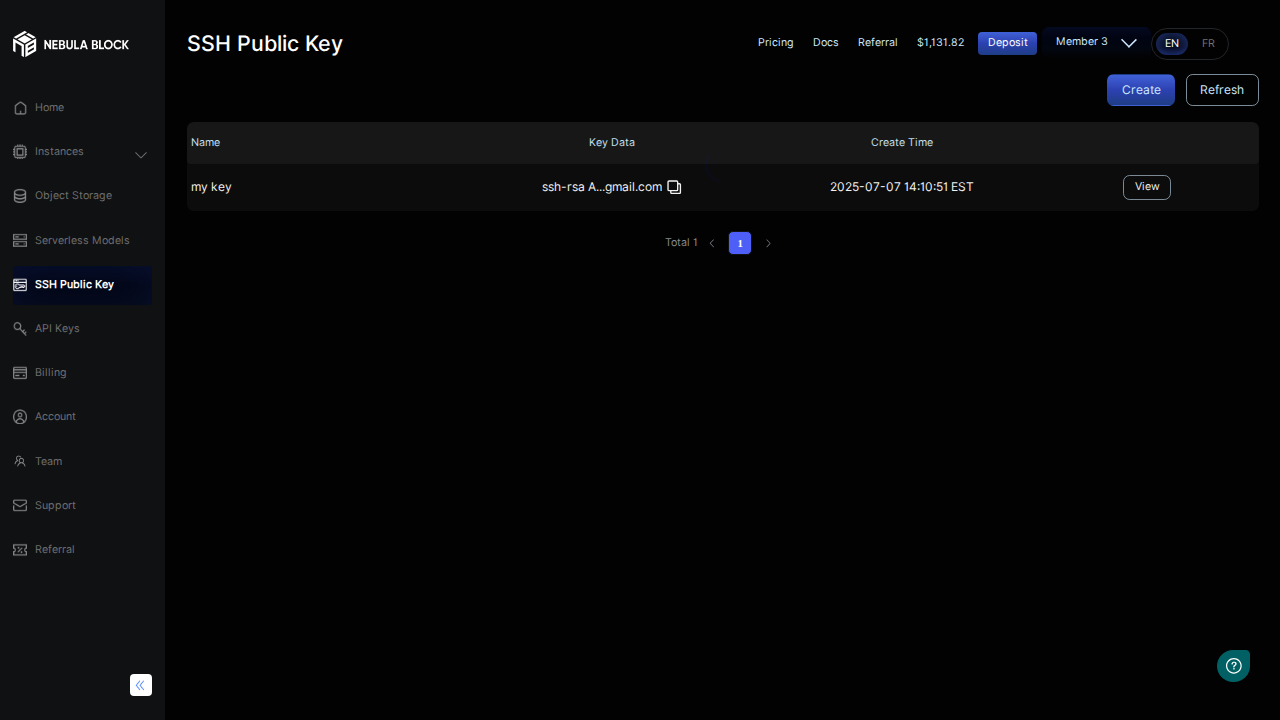 NEBULA BLOCK
SSH Public Key
Pricing Docs Referral $1,131.82 Deposit Member 3 EN FR
Create Refresh
Home
Instances
Object Storage
Serverless Models
SSH Public Key
API Keys
Billing
Account
Team
Support
Referral
Name Key Data Create Time
my key ssh-rsa A...gmail.com 2025-07-07 14:10:51 EST View
Total 1 1